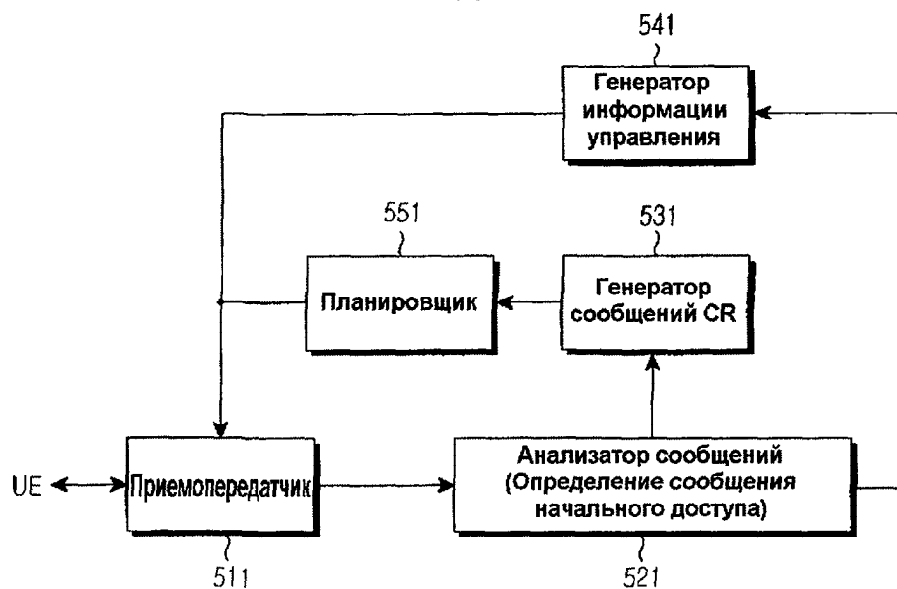 541
Генератор
информации
управления
551
531
Планировщик
Генератор
сообщений CR
UE
Приемопередатчик
Анализатор сообщений
(Определение сообщения
начального доступа)
511
521